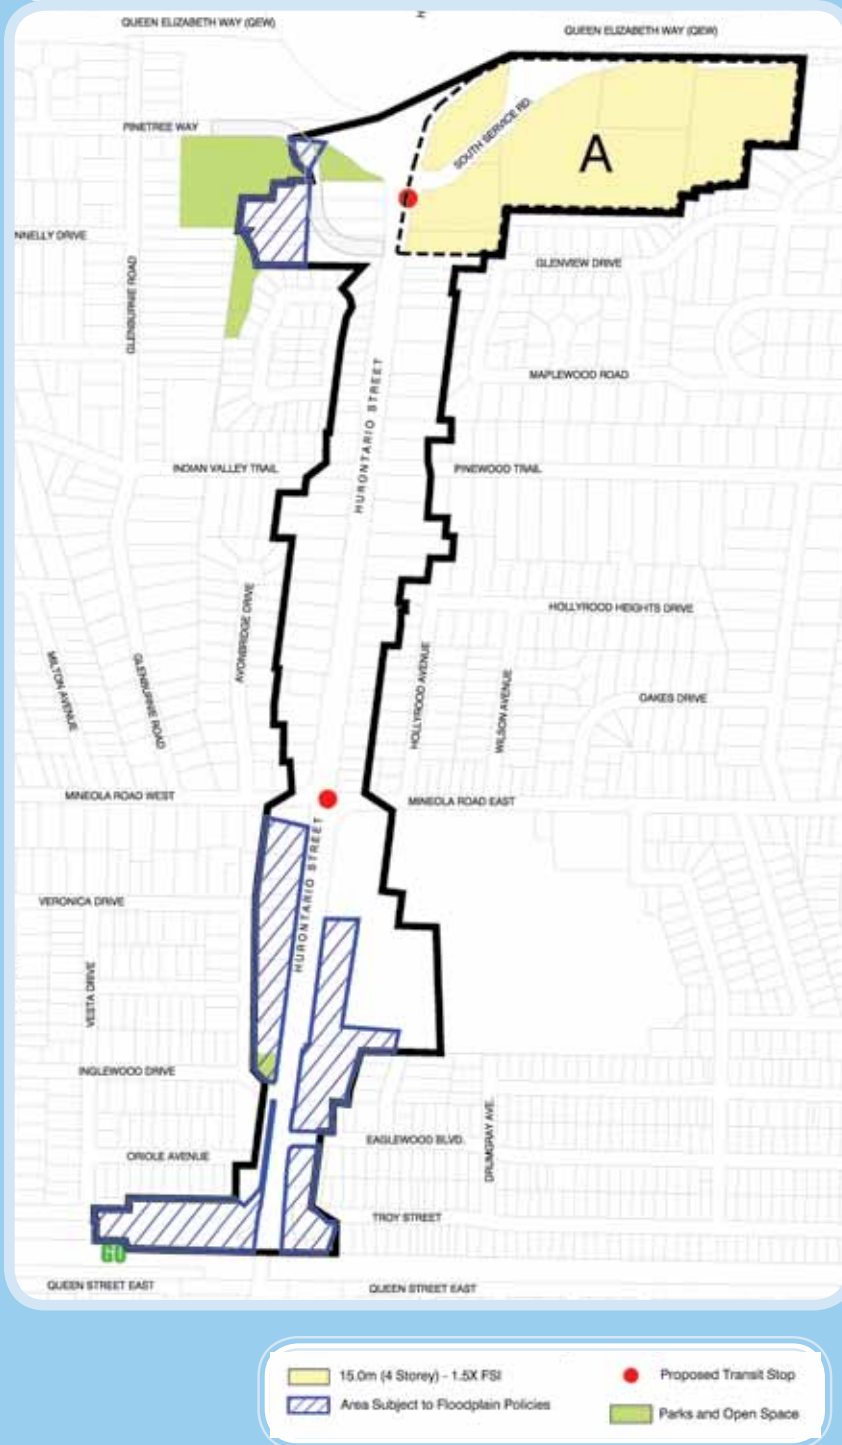 QUEEN ELIZABETH WAY (QEW)
QUEEN ELIZABETH WAY (QEW)
PINETREE WAY
SOUTH SERVICE RD.
A
NNELLY DRIVE
GLENBURNIE ROAD
GLENVIEW DRIVE
HURONTARIO STREET
MAPLEWOOD ROAD
INDIAN VALLEY TRAIL
PINEWOOD TRAIL
AVONBRIDGE DRIVE
HOLLYROOD HEIGHTS DRIVE
MILTON AVENUE
GLENBURNIE ROAD
HOLLYROOD AVENUE
WILSON AVENUE
OAKES DRIVE
MINEOLA ROAD WEST
MINEOLA ROAD EAST
HURONTARIO STREET
VERONICA DRIVE
VESTA DRIVE
INGLEWOOD DRIVE
ORIOLE AVENUE
EAGLEWOOD BLVD.
DRUMGRAY AVE.
TROY STREET
GO
QUEEN STREET EAST
QUEEN STREET EAST
15.0m (4 Storey) - 1.5X FSI
Proposed Transit Stop
Area Subject to Floodplain Policies
Parks and Open Space